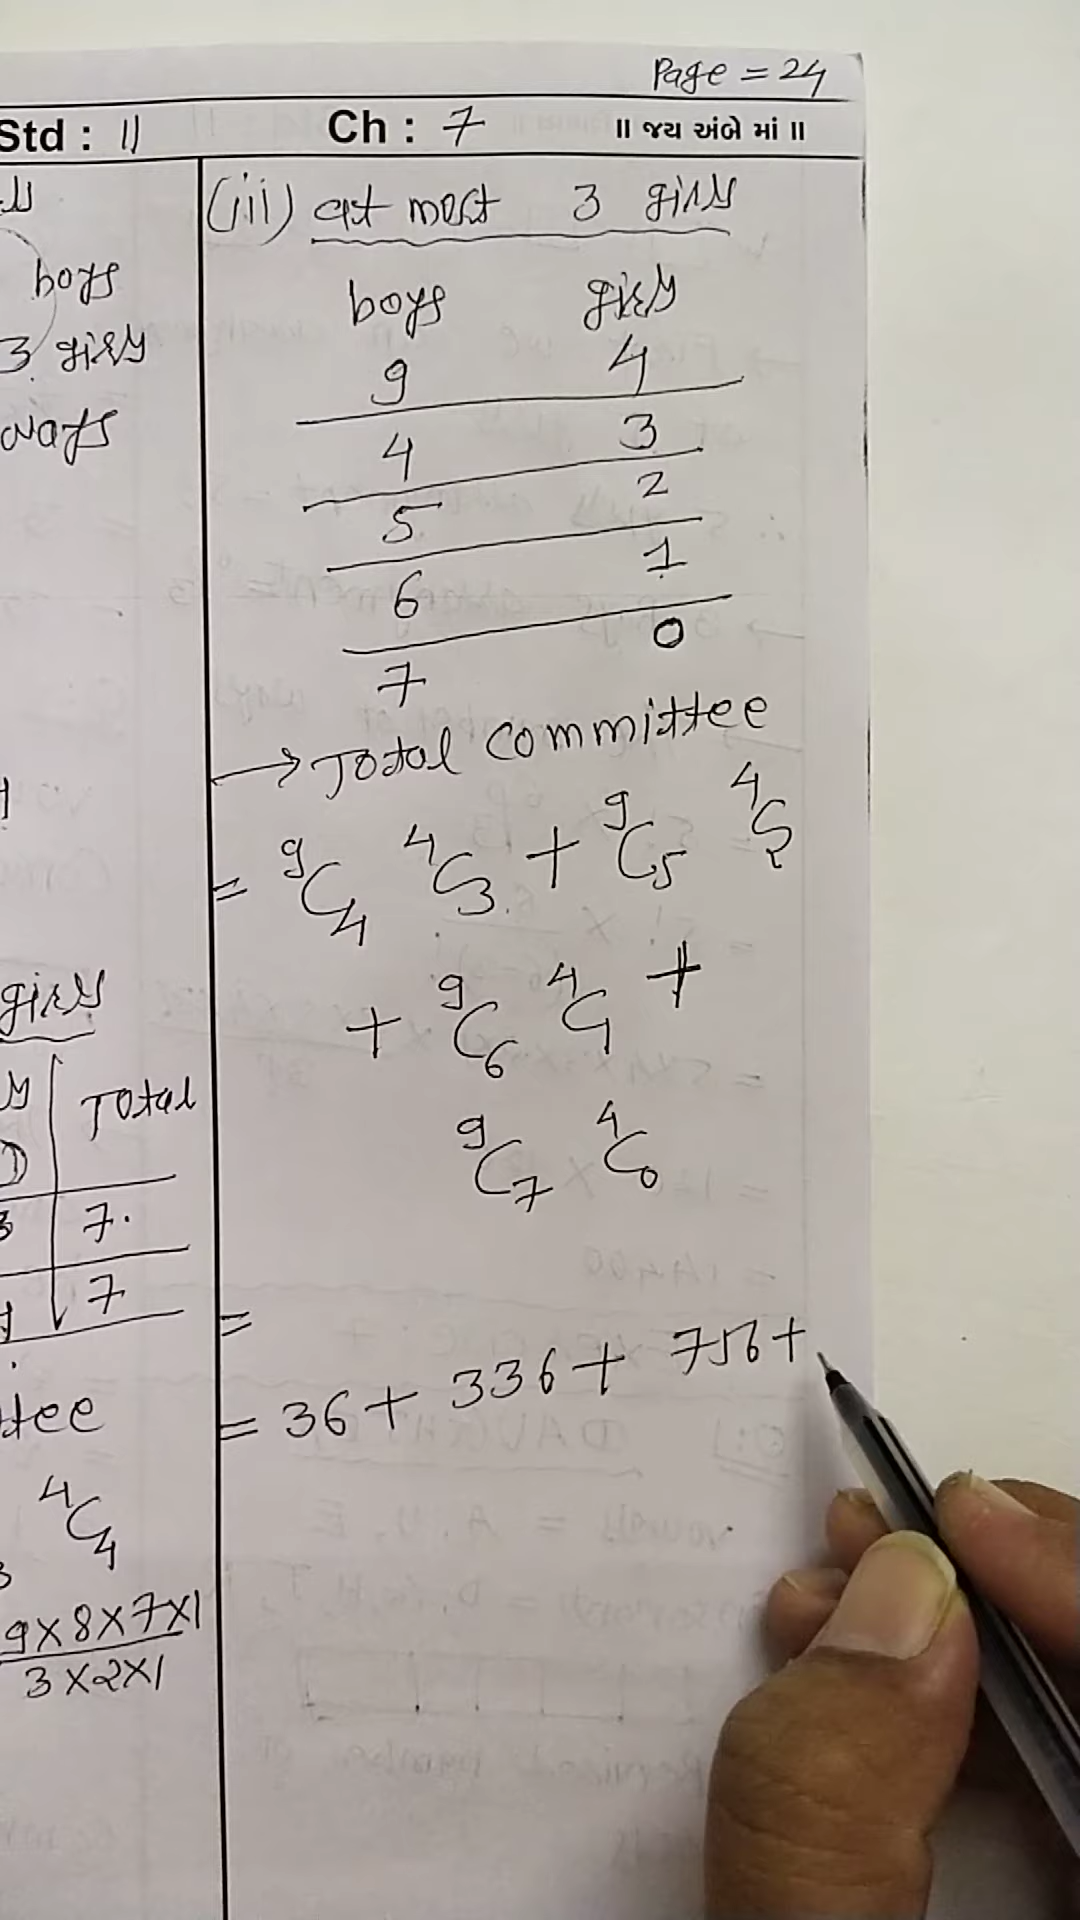 Page = 24
Std : 11 Ch : 7 ॥ જય અંબે માં ॥
boys
3 girls
ways
girls
Total
3 7.
7
ttee
4C4
9×8×7×1
3×2×1
(iii) at most 3 girls
boys girls
9 4
4 3
5 2
6 1
7 0
→ Total committee
= 9C4 4C3 + 9C5 4C2
+ 9C6 4C1 +
9C7 4C0
=
= 36 + 336 + 756 +